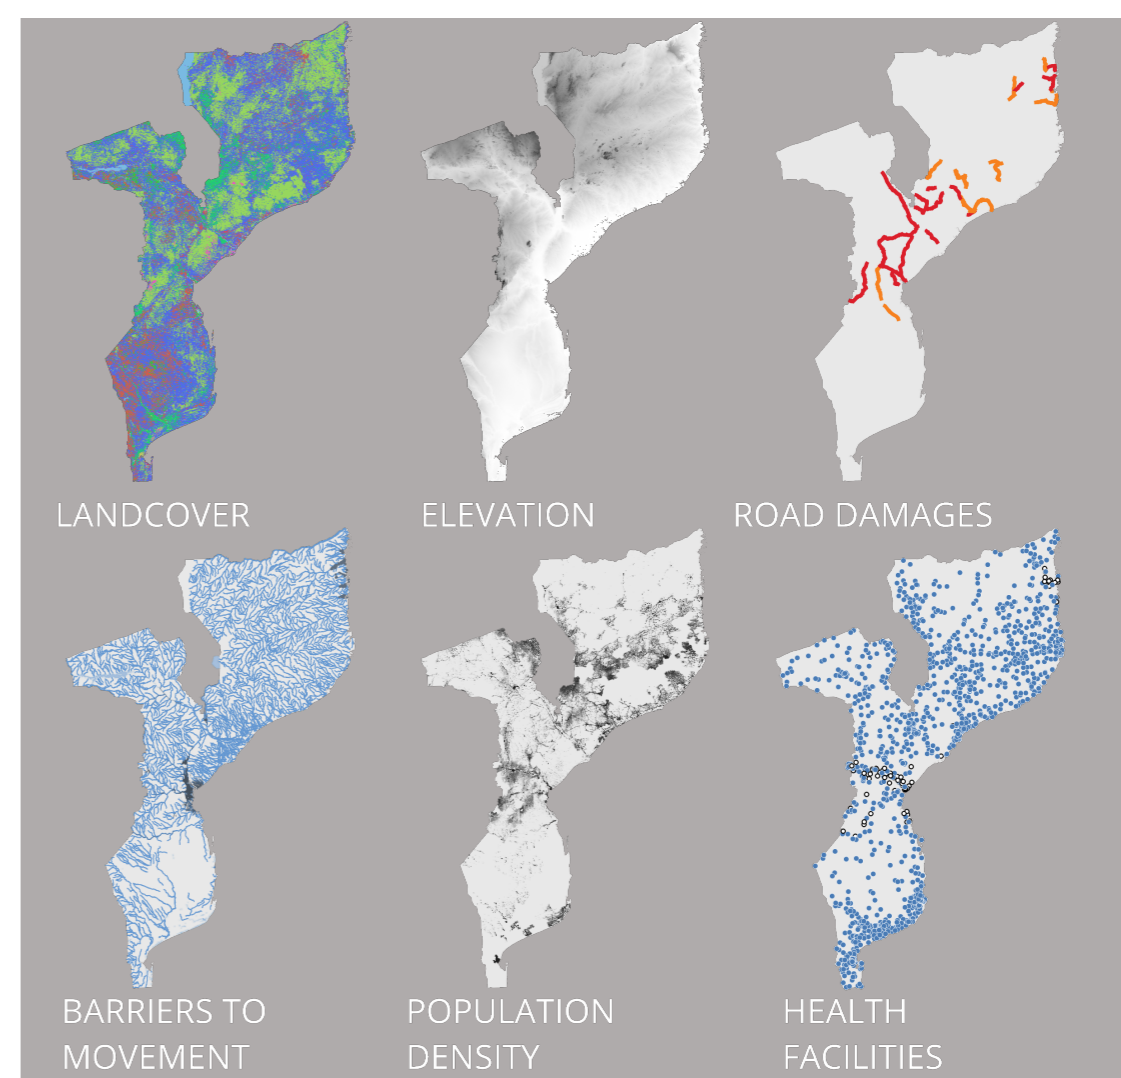 LANDCOVER
ELEVATION
ROAD DAMAGES
BARRIERS TO
MOVEMENT
POPULATION
DENSITY
HEALTH
FACILITIES